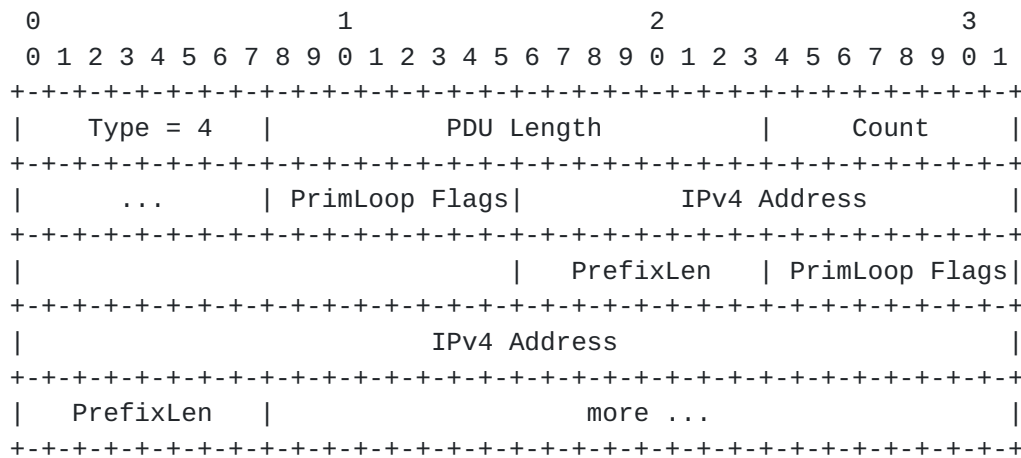 0                   1                   2                   3
 0 1 2 3 4 5 6 7 8 9 0 1 2 3 4 5 6 7 8 9 0 1 2 3 4 5 6 7 8 9 0 1
+-+-+-+-+-+-+-+-+-+-+-+-+-+-+-+-+-+-+-+-+-+-+-+-+-+-+-+-+-+-+-+-+
|    Type = 4   |           PDU Length          |     Count     |
+-+-+-+-+-+-+-+-+-+-+-+-+-+-+-+-+-+-+-+-+-+-+-+-+-+-+-+-+-+-+-+-+
|      ...      | PrimLoop Flags|          IPv4 Address         |
+-+-+-+-+-+-+-+-+-+-+-+-+-+-+-+-+-+-+-+-+-+-+-+-+-+-+-+-+-+-+-+-+
|                               |   PrefixLen   | PrimLoop Flags|
+-+-+-+-+-+-+-+-+-+-+-+-+-+-+-+-+-+-+-+-+-+-+-+-+-+-+-+-+-+-+-+-+
|                          IPv4 Address                         |
+-+-+-+-+-+-+-+-+-+-+-+-+-+-+-+-+-+-+-+-+-+-+-+-+-+-+-+-+-+-+-+-+
|   PrefixLen   |                    more ...                   |
+-+-+-+-+-+-+-+-+-+-+-+-+-+-+-+-+-+-+-+-+-+-+-+-+-+-+-+-+-+-+-+-+